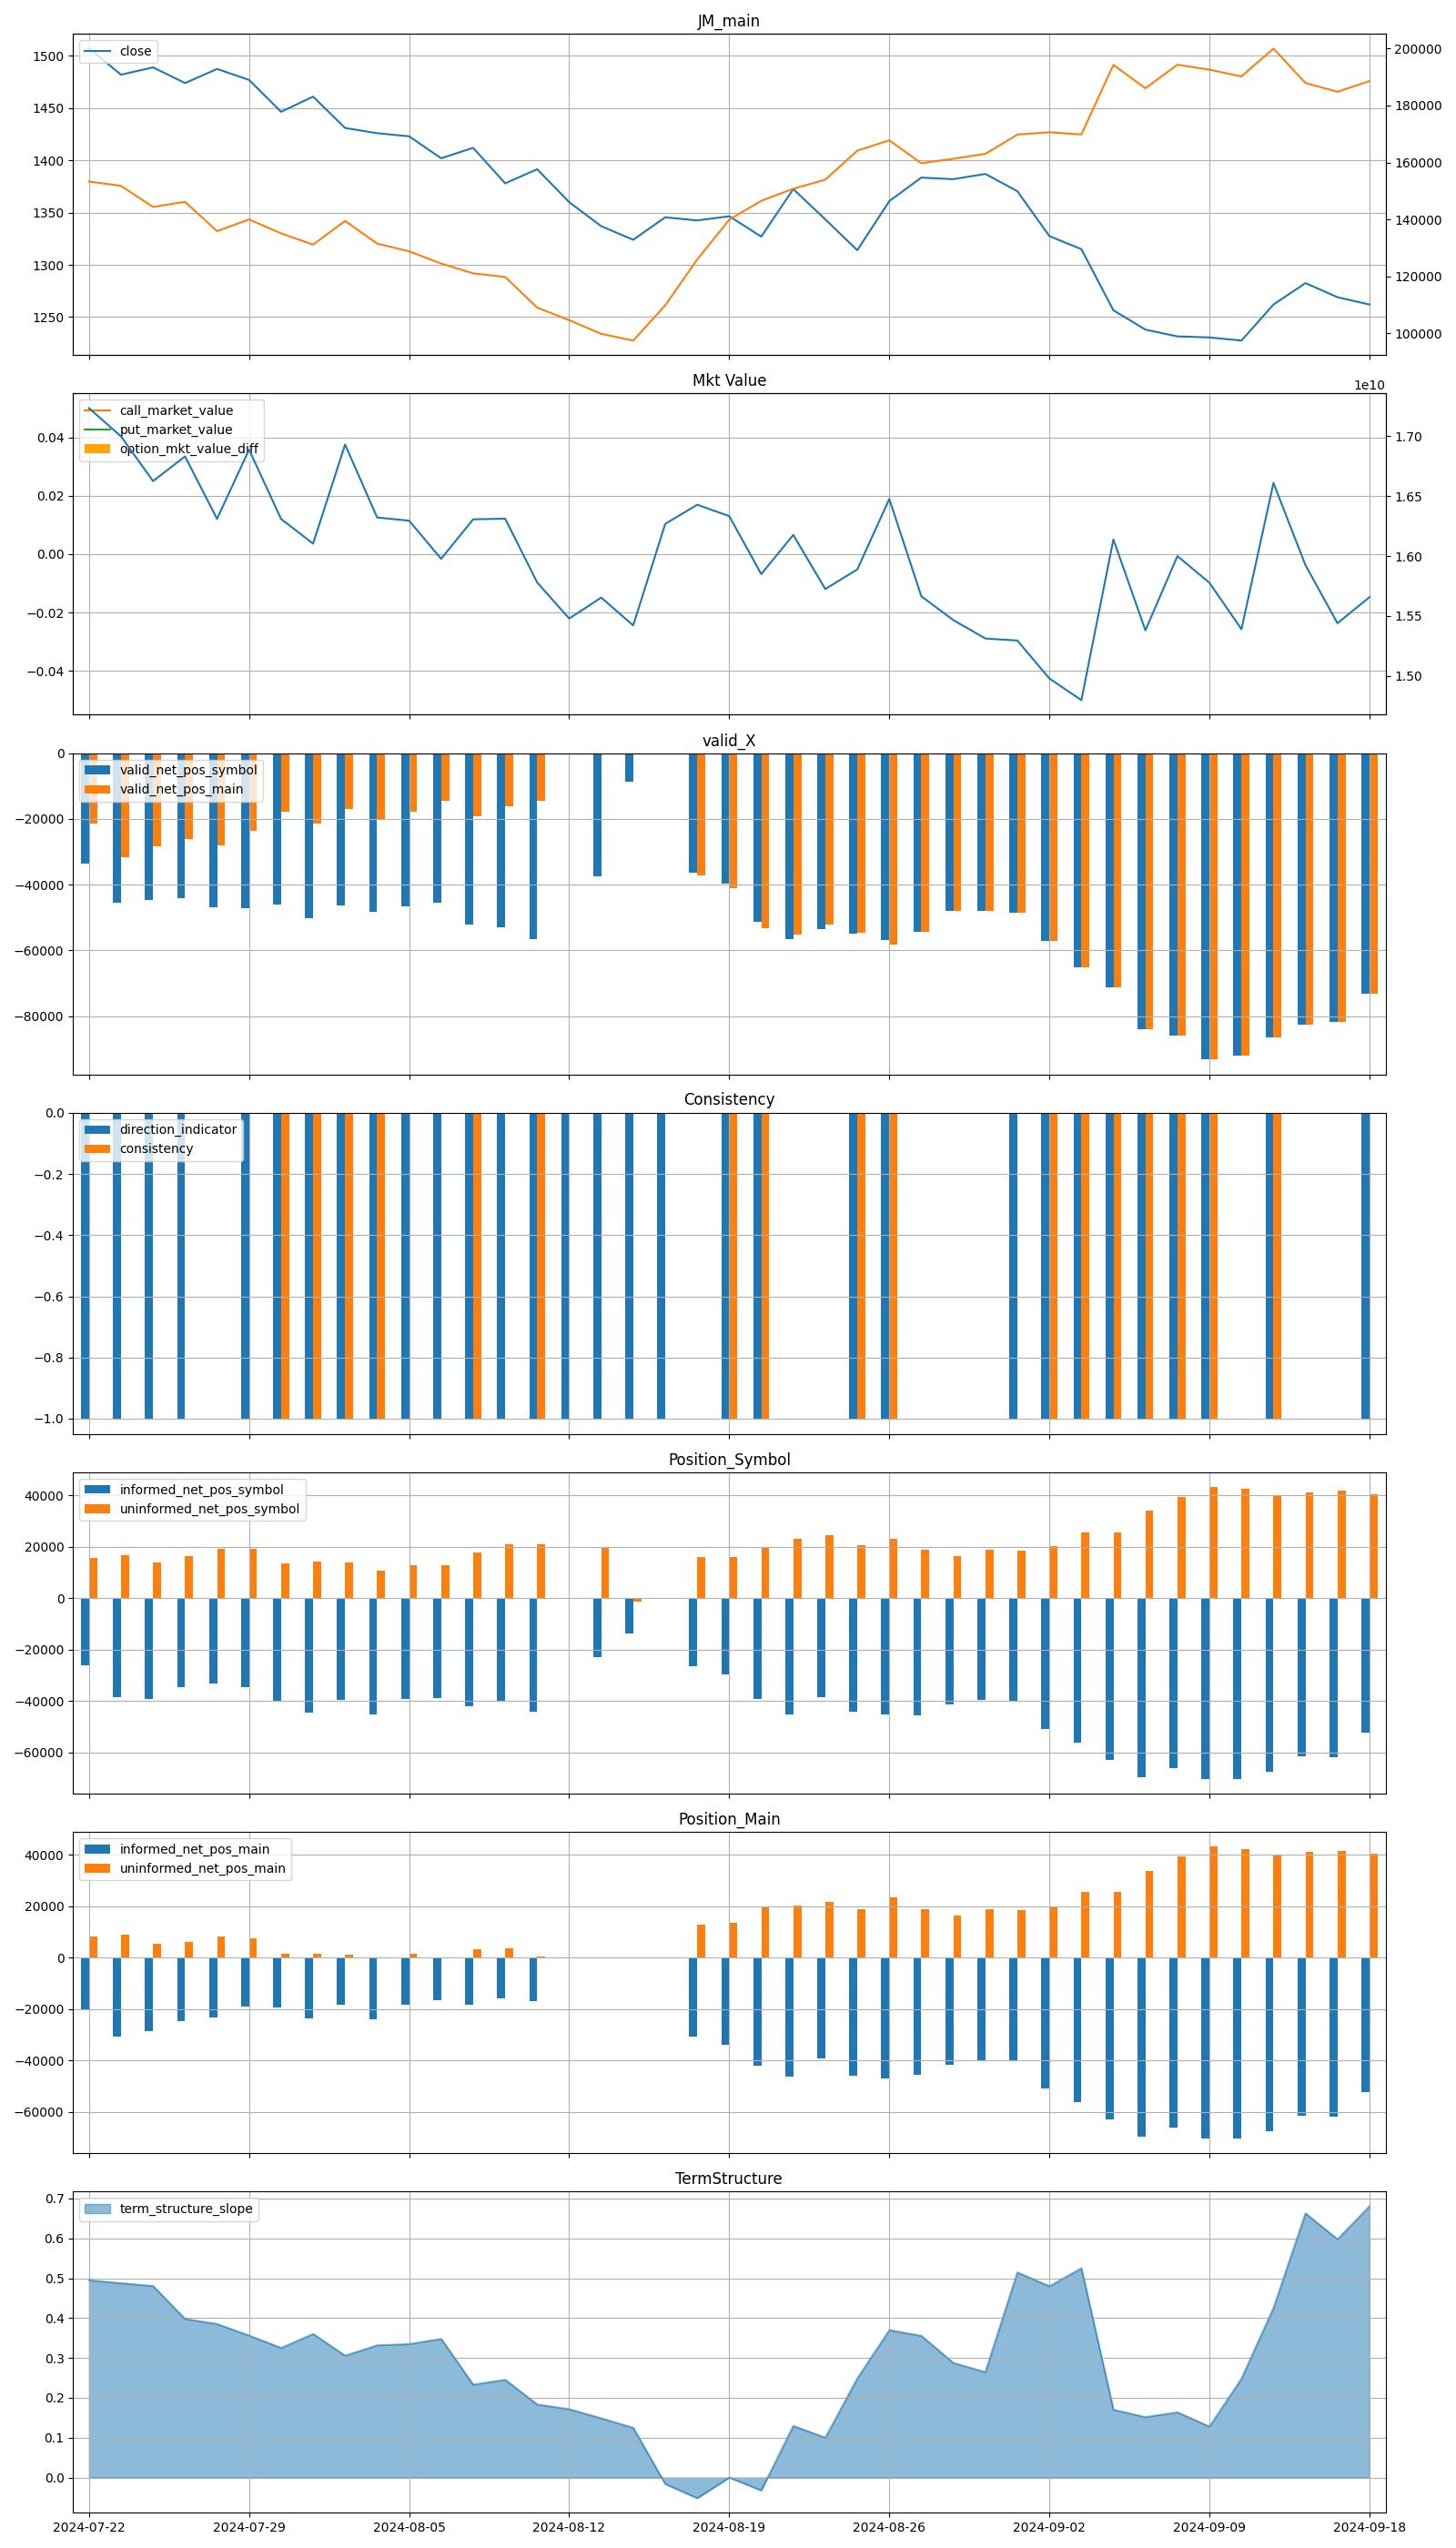 JM_main
close
1500
1450
1400
1350
1300
1250
200000
180000
160000
140000
120000
100000
Mkt Value
1e10
call_market_value
put_market_value
option_mkt_value_diff
0.04
0.02
0.00
−0.02
−0.04
1.70
1.65
1.60
1.55
1.50
valid_X
valid_net_pos_symbol
valid_net_pos_main
0
−20000
−40000
−60000
−80000
Consistency
direction_indicator
consistency
0.0
−0.2
−0.4
−0.6
−0.8
−1.0
Position_Symbol
informed_net_pos_symbol
uninformed_net_pos_symbol
40000
20000
0
−20000
−40000
−60000
Position_Main
informed_net_pos_main
uninformed_net_pos_main
40000
20000
0
−20000
−40000
−60000
TermStructure
term_structure_slope
0.7
0.6
0.5
0.4
0.3
0.2
0.1
0.0
2024-07-22 2024-07-29 2024-08-05 2024-08-12 2024-08-19 2024-08-26 2024-09-02 2024-09-09 2024-09-18